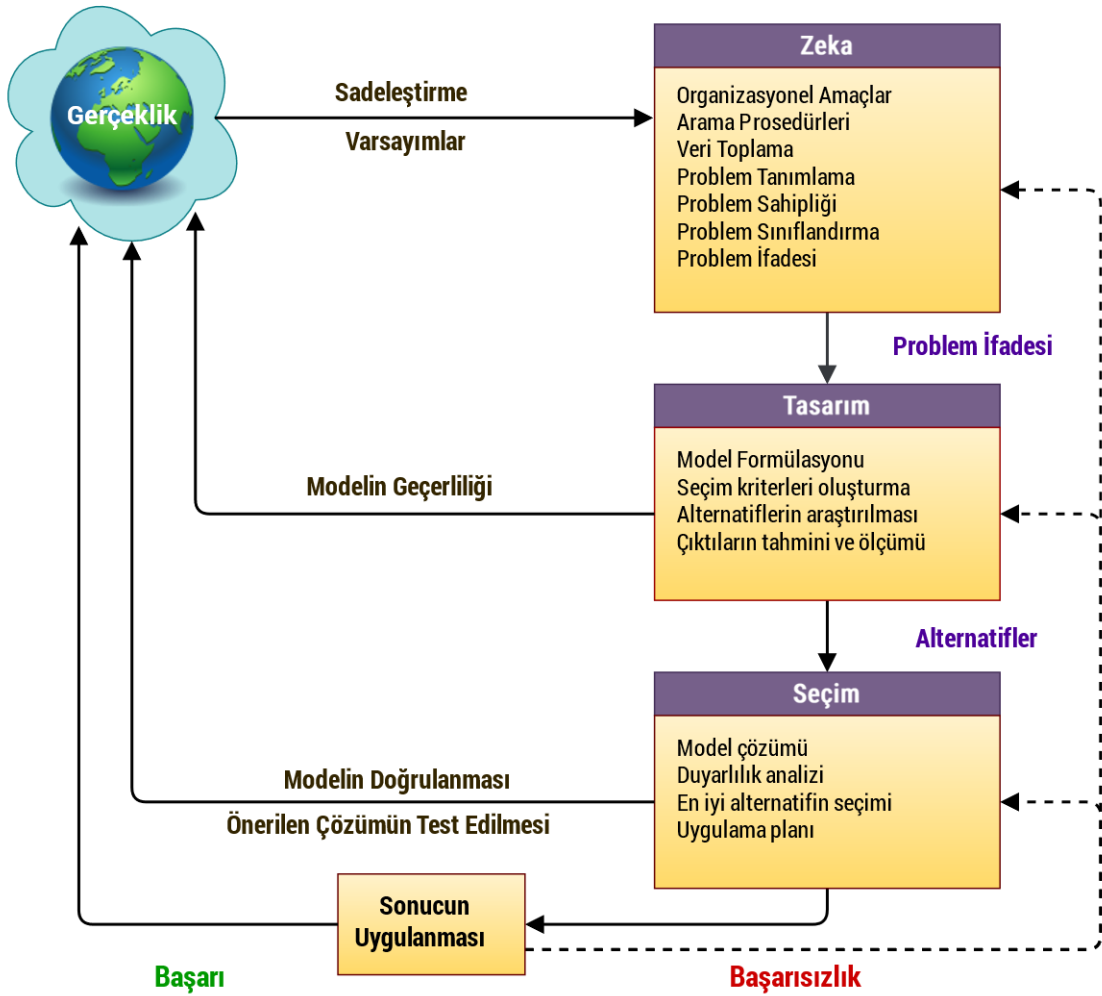 Gerçeklik
Sadeleştirme
Varsayımlar
Zeka
Organizasyonel Amaçlar
Arama Prosedürleri
Veri Toplama
Problem Tanımlama
Problem Sahipliği
Problem Sınıflandırma
Problem İfadesi
Problem İfadesi
Tasarım
Model Formülasyonu
Seçim kriterleri oluşturma
Alternatiflerin araştırılması
Çıktıların tahmini ve ölçümü
Modelin Geçerliliği
Alternatifler
Seçim
Model çözümü
Duyarlılık analizi
En iyi alternatifin seçimi
Uygulama planı
Modelin Doğrulanması
Önerilen Çözümün Test Edilmesi
Sonucun
Uygulanması
Başarı
Başarısızlık